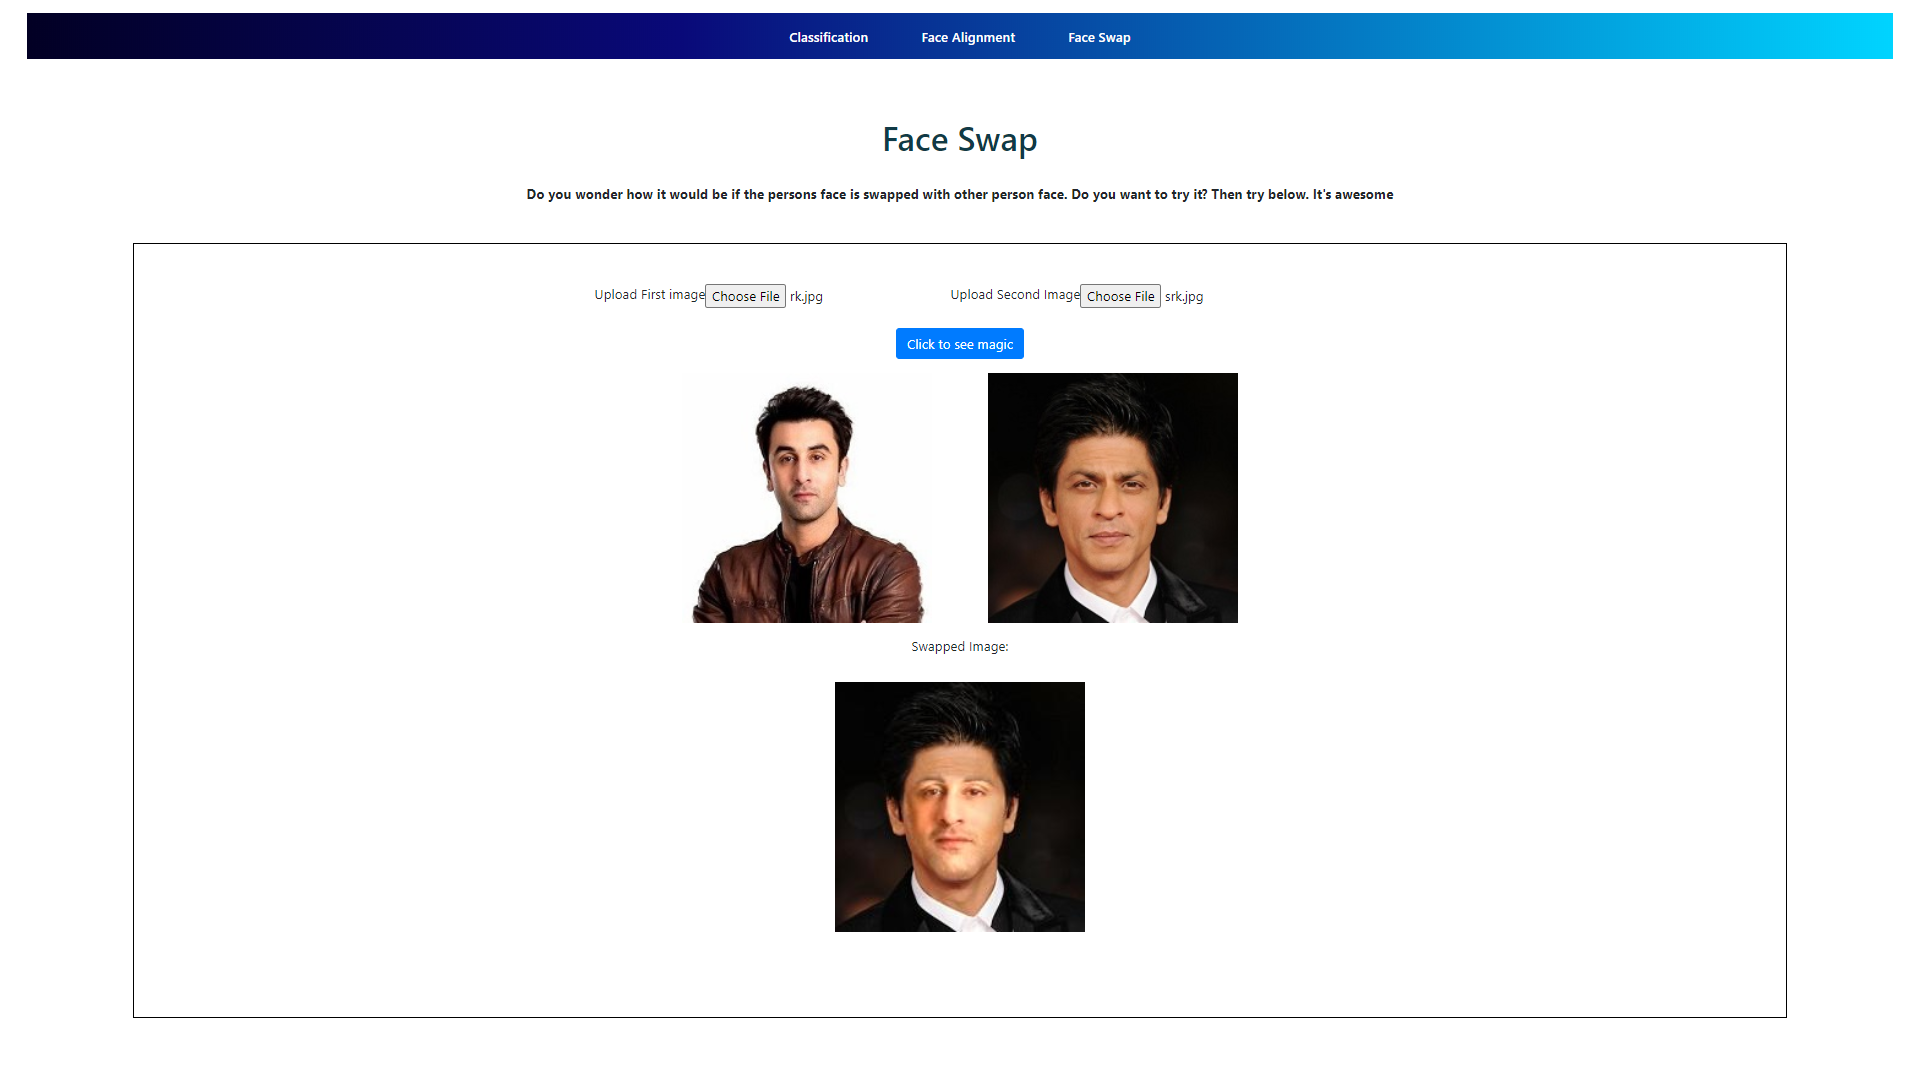 Classification Face Alignment Face Swap
Face Swap
Do you wonder how it would be if the persons face is swapped with other person face. Do you want to try it? Then try below. It's awesome
Upload First image Choose File rk.jpg Upload Second Image Choose File srk.jpg
Click to see magic
Swapped Image: